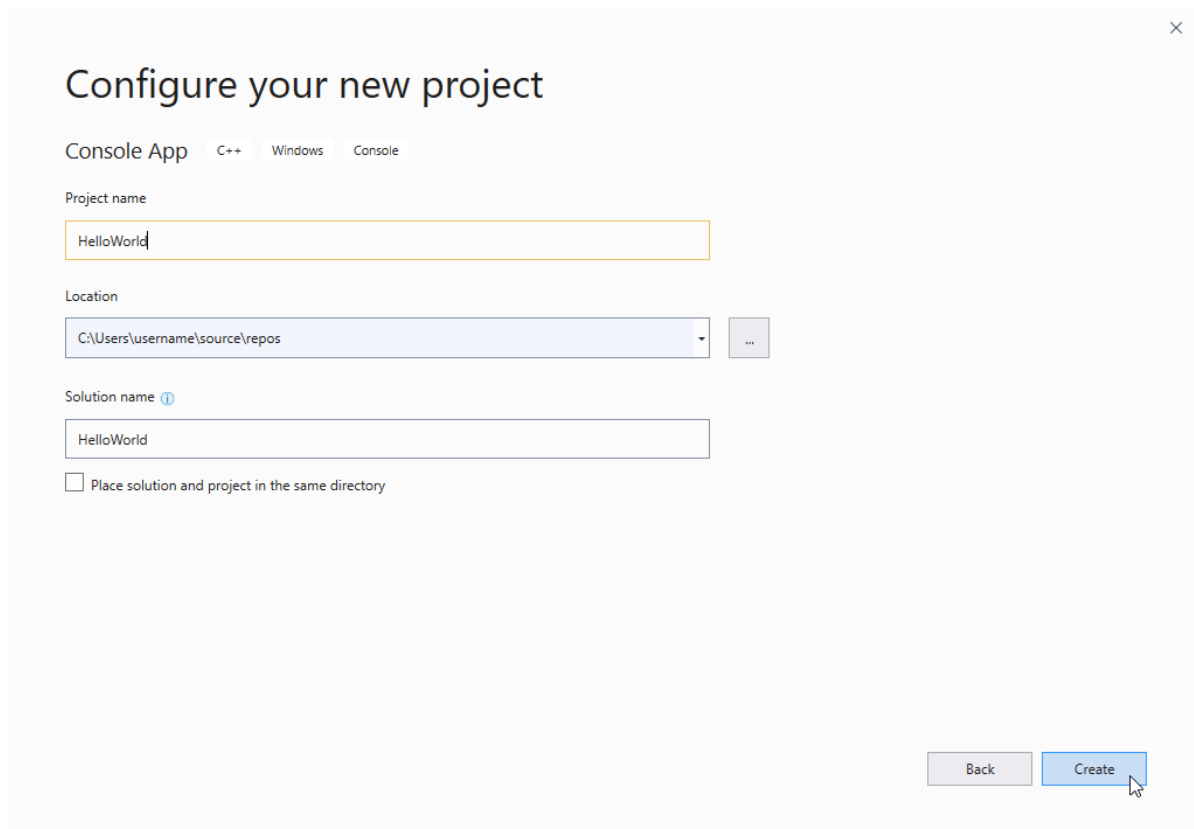 Configure your new project
Console App C++ Windows Console
Project name
HelloWorld
Location
C:\Users\username\source\repos
...
Solution name
HelloWorld
Place solution and project in the same directory
Back Create